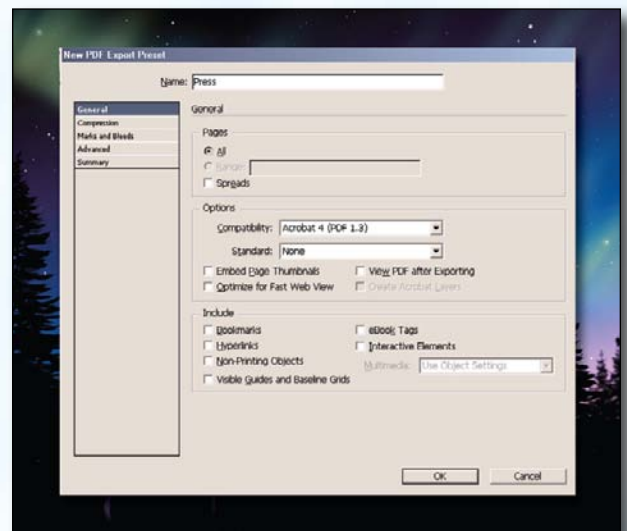 New PDF Export Preset
Name: Press
General
Compression
Marks and Bleeds
Advanced
Summary
General
Pages
All
Range:
Spreads
Options
Compatibility: Acrobat 4 (PDF 1.3)
Standard: None
Embed Page Thumbnails View PDF after Exporting
Optimize for Fast Web View Create Acrobat Layers
Include
Bookmarks eBook Tags
Hyperlinks Interactive Elements
Non-Printing Objects Multimedia: Use Object Settings
Visible Guides and Baseline Grids
OK Cancel